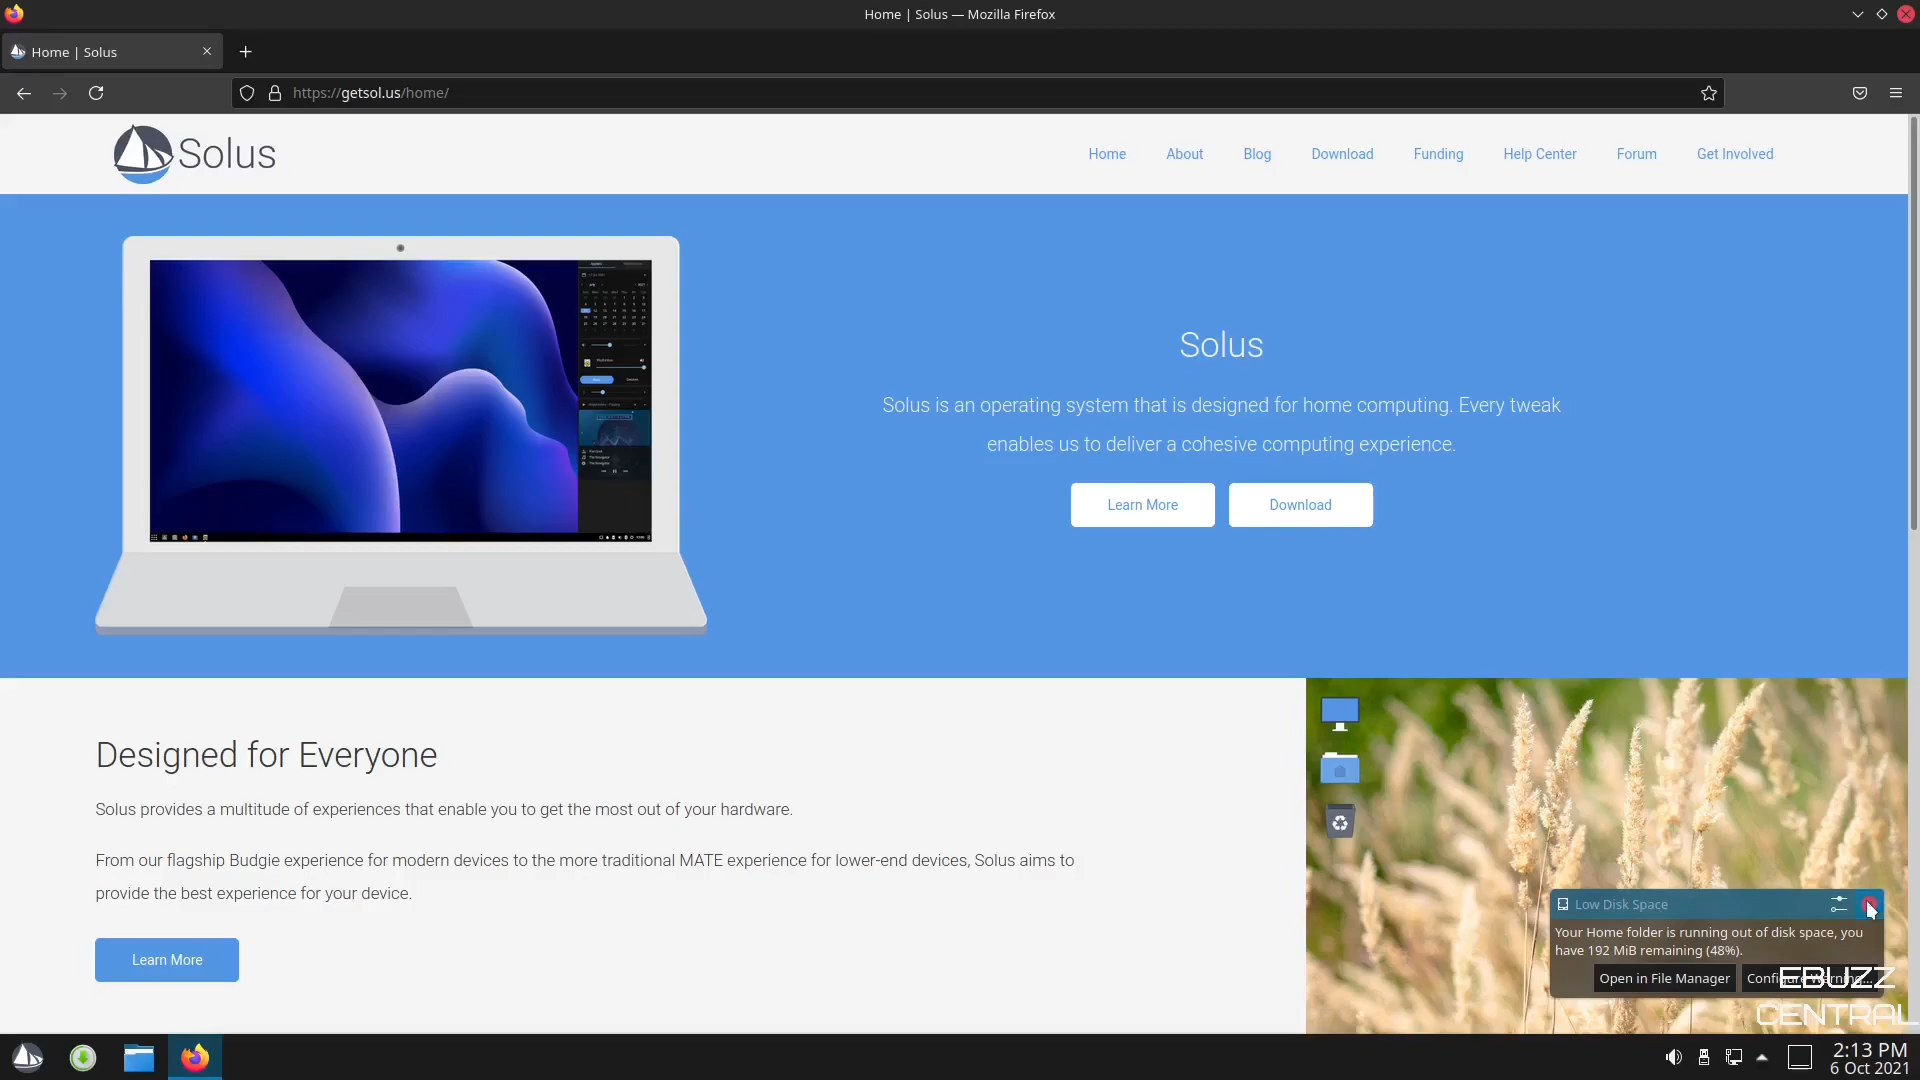 Home | Solus — Mozilla Firefox
Home | Solus
https://getsol.us/home/
Solus
Home About Blog Download Funding Help Center Forum Get Involved
Solus
Solus is an operating system that is designed for home computing. Every tweak
enables us to deliver a cohesive computing experience.
Learn More Download
Designed for Everyone
Solus provides a multitude of experiences that enable you to get the most out of your hardware.
From our flagship Budgie experience for modern devices to the more traditional MATE experience for lower-end devices, Solus aims to
provide the best experience for your device.
Learn More
Low Disk Space
Your Home folder is running out of disk space, you
have 192 MiB remaining (48%).
Open in File Manager Configure Warning...
EBUZZ
CENTRAL
2:13 PM
6 Oct 2021